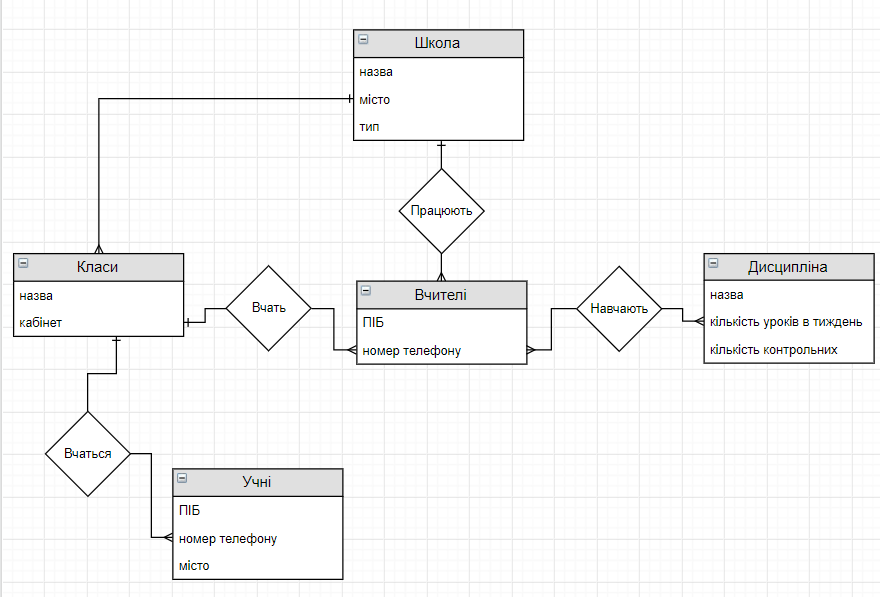 Школа
назва
місто
тип
Працюють
Класи
назва
кабінет
Вчать
Вчителі
ПІБ
номер телефону
Навчають
Дисципліна
назва
кількість уроків в тиждень
кількість контрольних
Вчаться
Учні
ПІБ
номер телефону
місто